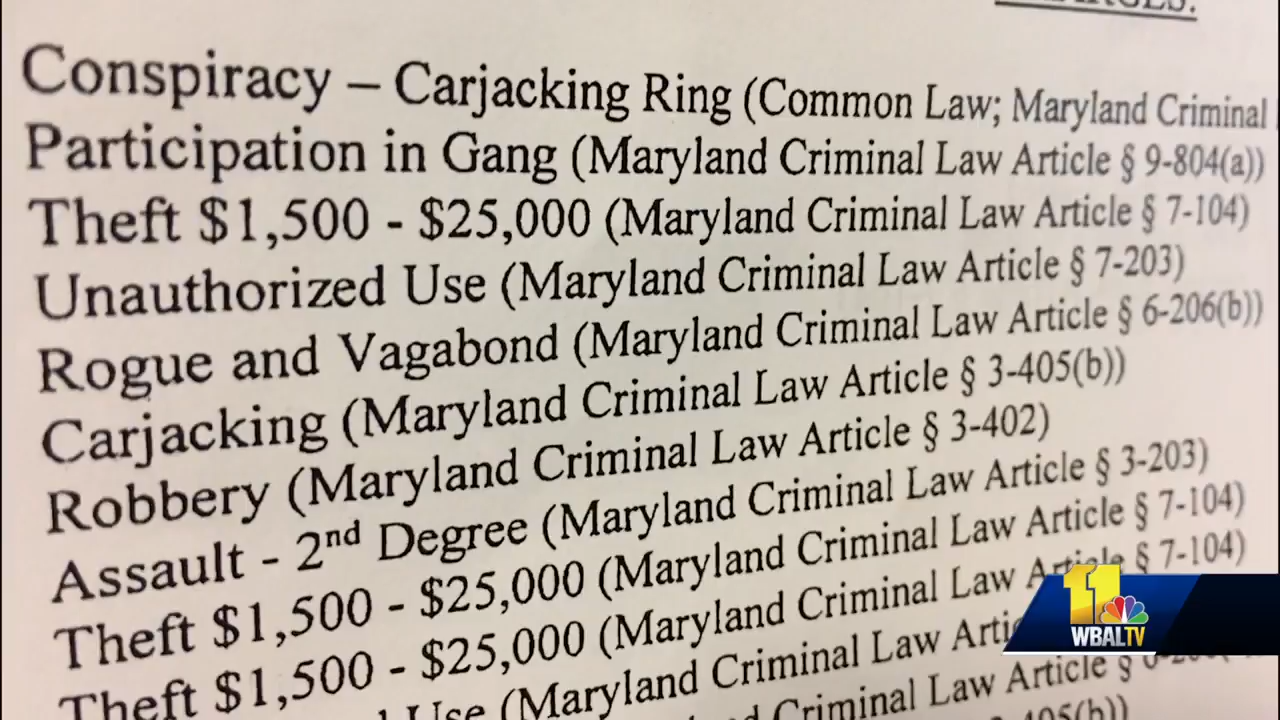 Conspiracy – Carjacking Ring (Common Law; Maryland Criminal
Participation in Gang (Maryland Criminal Law Article § 9-804(a))
Theft $1,500 - $25,000 (Maryland Criminal Law Article § 7-104)
Unauthorized Use (Maryland Criminal Law Article § 7-203)
Rogue and Vagabond (Maryland Criminal Law Article § 6-206(b))
Carjacking (Maryland Criminal Law Article § 3-405(b))
Robbery (Maryland Criminal Law Article § 3-402)
Assault - 2nd Degree (Maryland Criminal Law Article § 3-203)
Theft $1,500 - $25,000 (Maryland Criminal Law Article § 7-104)
Theft $1,500 - $25,000 (Maryland Criminal Law Article § 7-104)
Use (Maryland Criminal Law
Criminal Law Article §
11
WBALTV